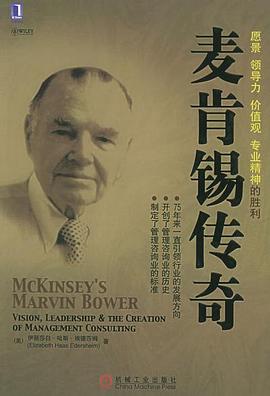 WILEY
愿景 领导力 价值观 专业精神的胜利
麦肯锡传奇
75年来一直引领行业的发展方向
开创了管理咨询业的历史
制定了管理咨询业的标准
MCKINSEY'S
MARVIN BOWER
VISION, LEADERSHIP & THE CREATION
OF MANAGEMENT CONSULTING
(美) 伊丽莎白·哈斯·埃德莎姆 著
(Elizabeth Haas Edersheim)
机械工业出版社
China Machine Press